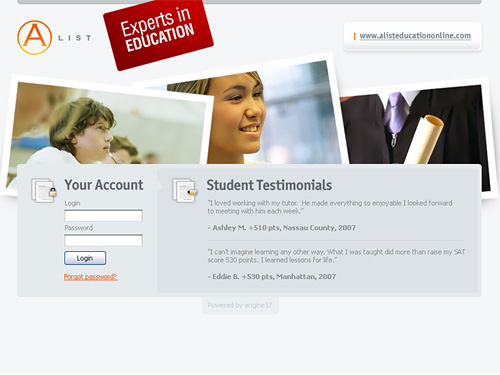 A LIST
Experts in
EDUCATION
www.alisteducationonline.com
Your Account
Login
Password
Login
Forgot password?
Student Testimonials
"I loved working with my tutor. He made everything so enjoyable I looked forward
to meeting with him each week."
- Ashley M. +510 pts, Nassau County, 2007
"I can't imagine learning any other way. What I was taught did more than raise my SAT
score 530 points. I learned lessons for life."
- Eddie B. +530 pts, Manhattan, 2007
Powered by engine37